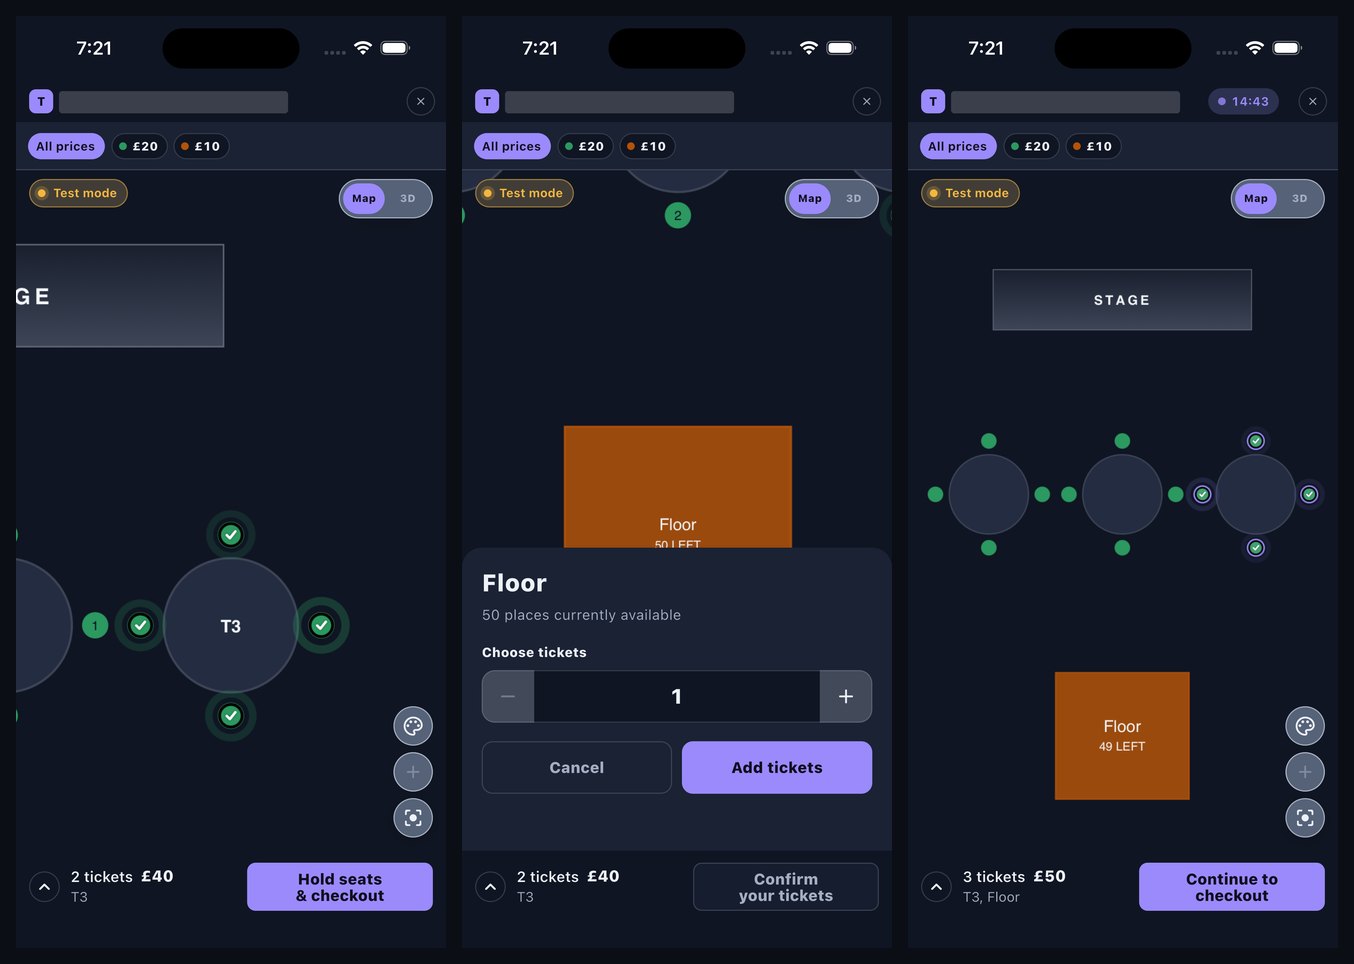 7:21
T
All prices
£20
£10
Test mode
Map
3D
GE
1
T3
2 tickets £40
T3
Hold seats
& checkout
7:21
T
All prices
£20
£10
Test mode
Map
3D
2
Floor
50 LEFT
Floor
50 places currently available
Choose tickets
1
Cancel
Add tickets
2 tickets £40
T3
Confirm
your tickets
7:21
T
14:43
All prices
£20
£10
Test mode
Map
3D
STAGE
Floor
49 LEFT
3 tickets £50
T3, Floor
Continue to
checkout